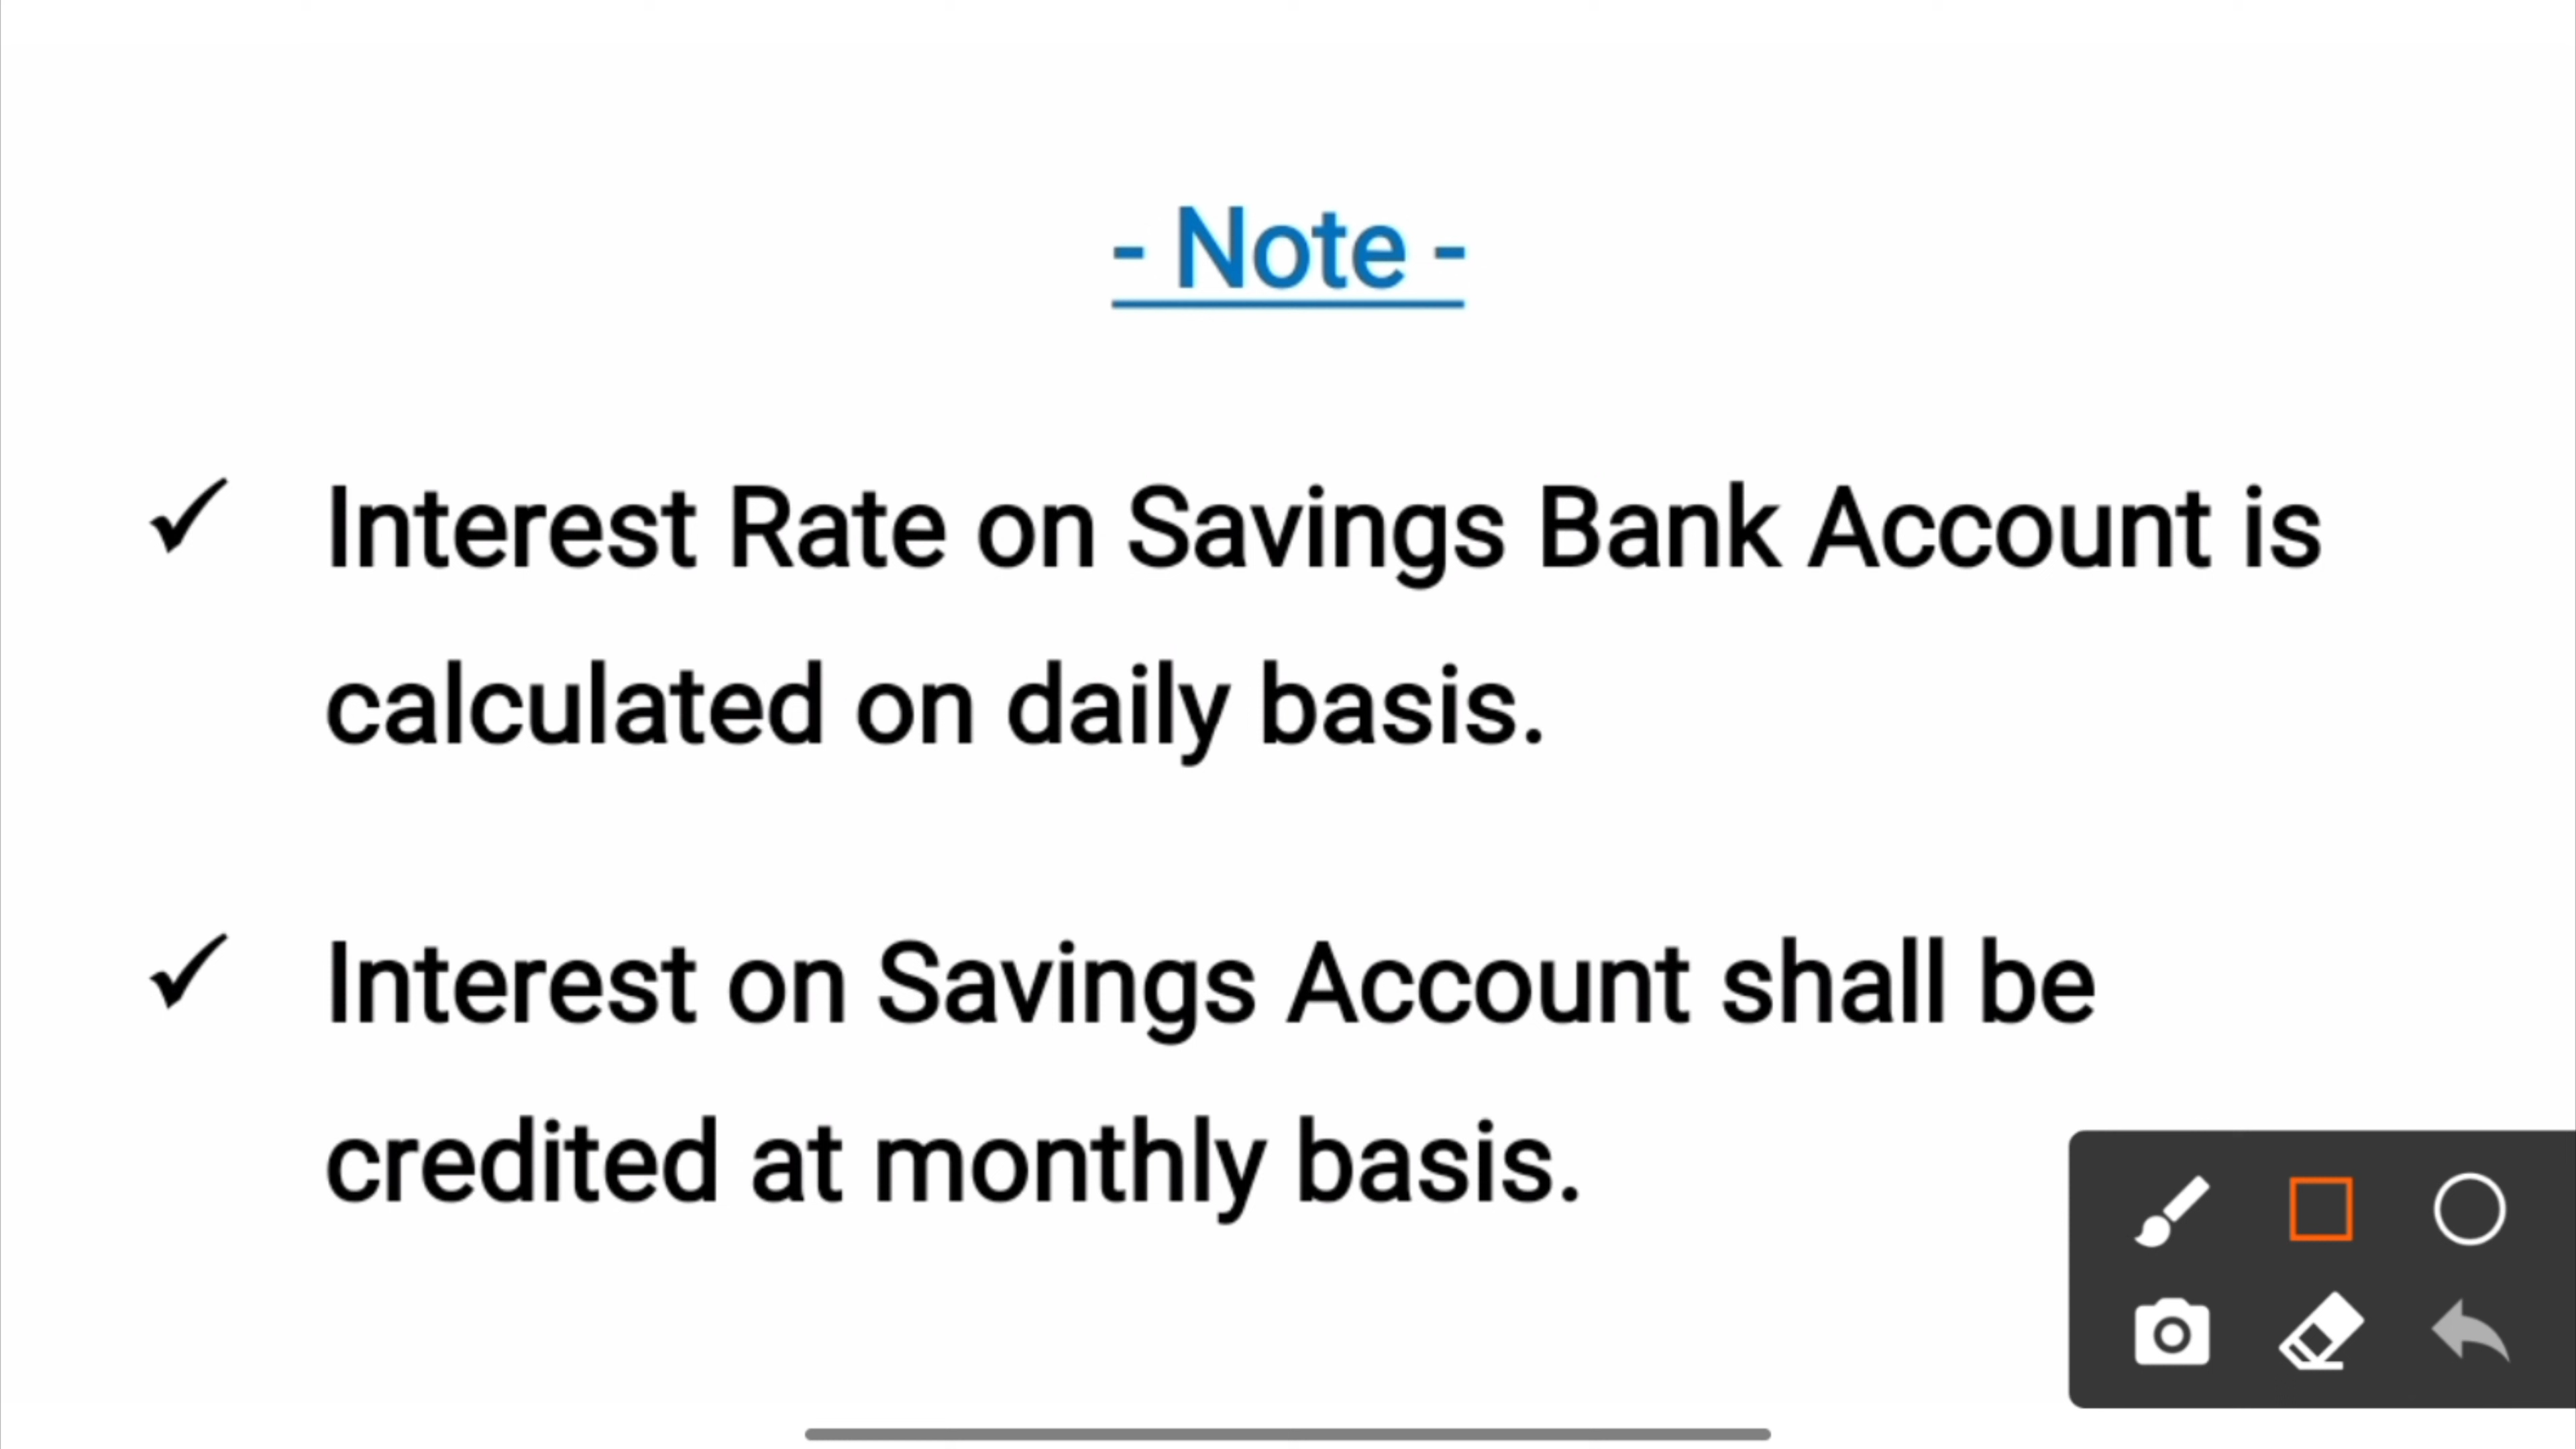 - Note -
✓ Interest Rate on Savings Bank Account is
calculated on daily basis.
✓ Interest on Savings Account shall be
credited at monthly basis.